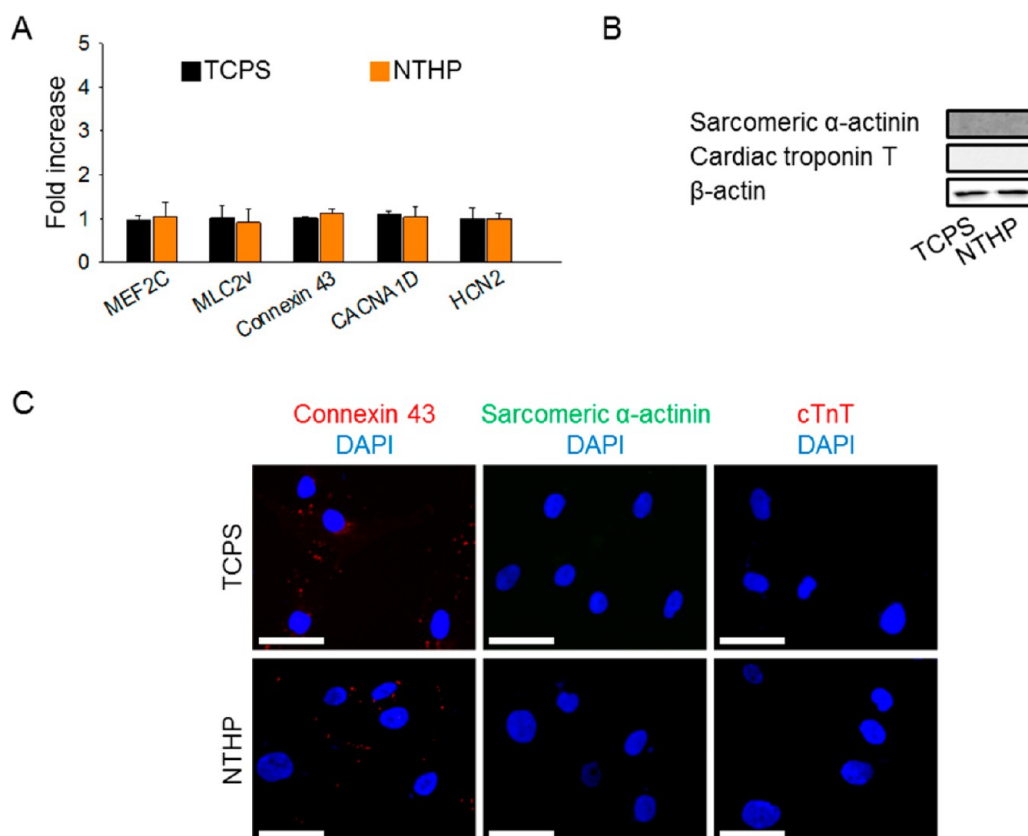 A
5
4
3
2
1
0
Fold increase
TCPS
NTHP
MEF2C
MLC2v
Connexin 43
CACNA1D
HCN2
B
Sarcomeric α-actinin
Cardiac troponin T
β-actin
TCPS
NTHP
C
Connexin 43
DAPI
Sarcomeric α-actinin
DAPI
cTnT
DAPI
TCPS
NTHP